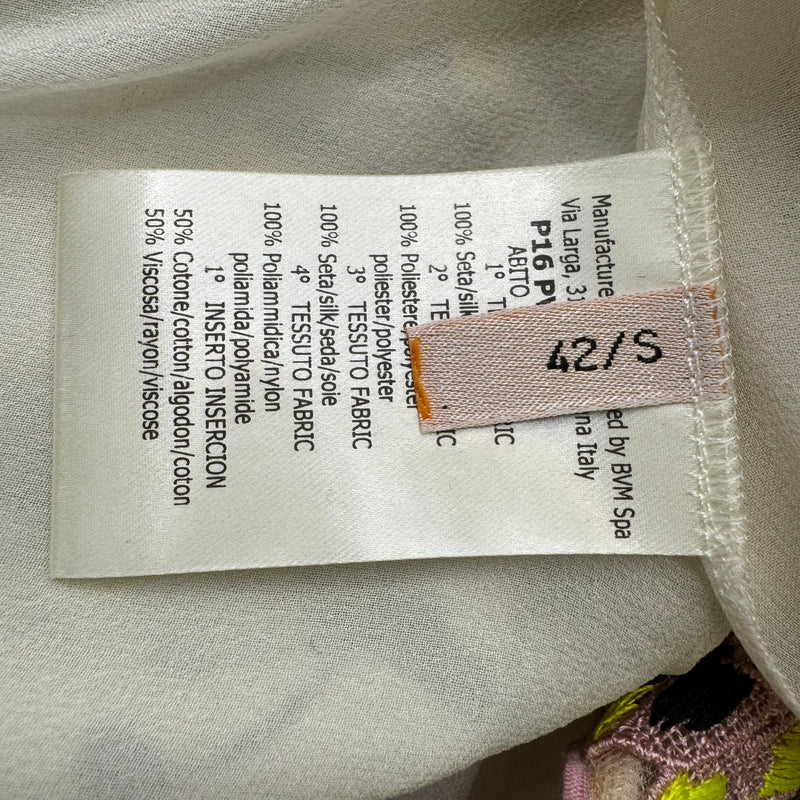 Manufacture ed by BVM Spa
Via Larga, 31 na Italy
P16 PV
ABITO
1° T IC
100% Seta/silk
2° T IC
100% Poliestere/polyester
poliester/polyester
3° TESSUTO FABRIC
100% Seta/silk/seda/soie
4° TESSUTO FABRIC
100% Poliammidica/nylon
poliamida/polyamide
1° INSERTO INSERCION
50% Cotone/cotton/algodon/coton
50% Viscosa/rayon/viscose
42/S